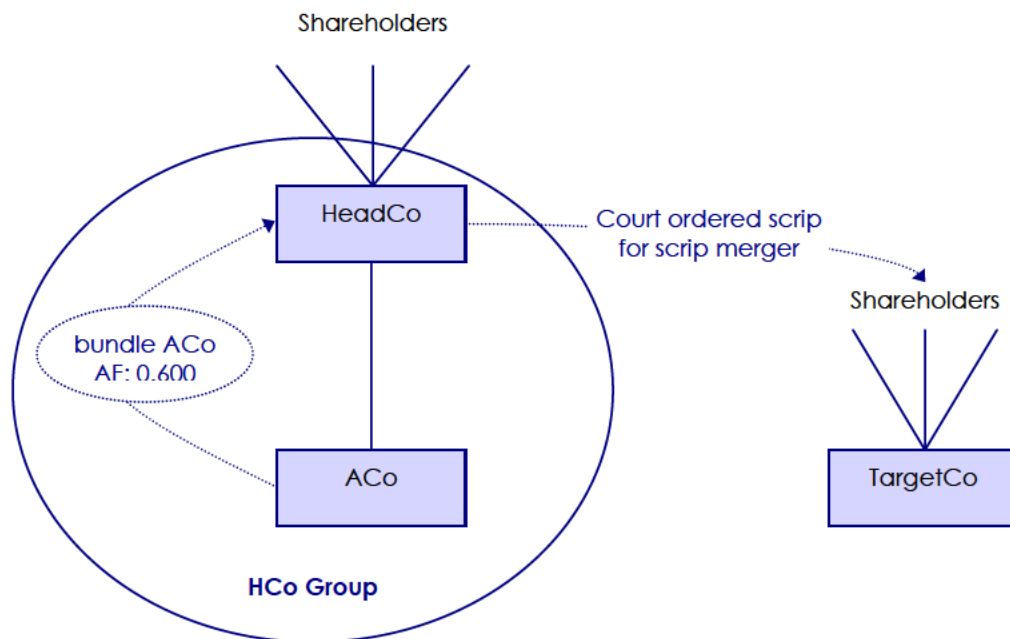 Shareholders
HeadCo
Court ordered scrip
for scrip merger
Shareholders
bundle ACo
AF: 0.600
ACo
TargetCo
HCo Group